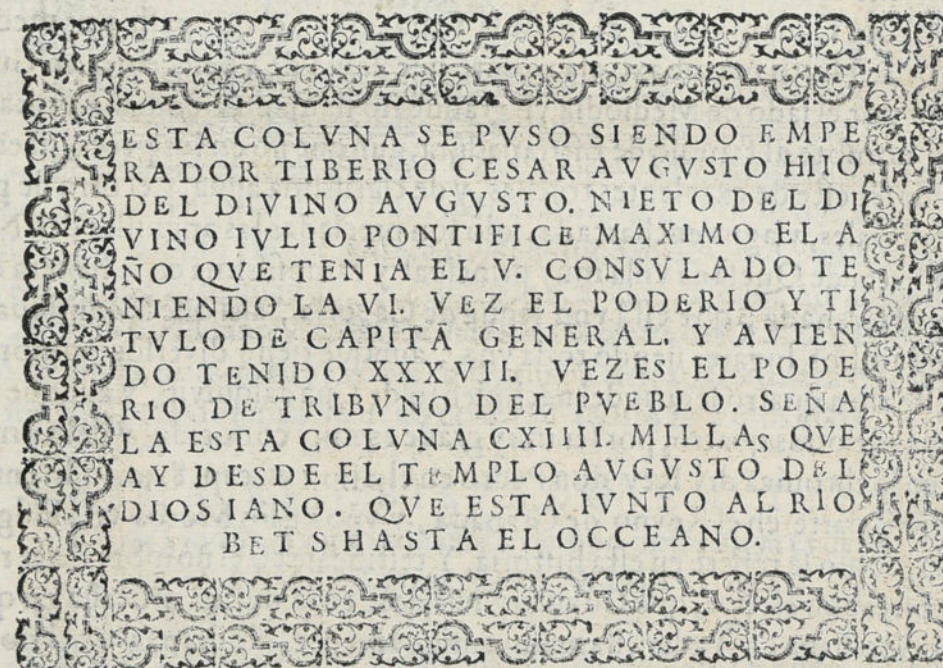 ESTA COLVNA SE PVSO SIENDO EMPE
RADOR TIBERIO CESAR AVGVSTO HIIO
DEL DIVINO AVGVSTO. NIETO DEL DI
VINO IVLIO PONTIFICE MAXIMO EL A
ÑO QVE TENIA EL V. CONSVLADO TE
NIENDO LA VI. VEZ EL PODERIO Y TI
TVLO DE CAPITÃ GENERAL. Y AVIEN
DO TENIDO XXXVII. VEZES EL PODE
RIO DE TRIBVNO DEL PVEBLO. SEÑA
LA ESTA COLVNA CXIIII. MILLAS QVE
AY DESDE EL TEMPLO AVGVSTO DEL
DIOS IANO. QVE ESTA IVNTO AL RIO
BET S HASTA EL OCCEANO.